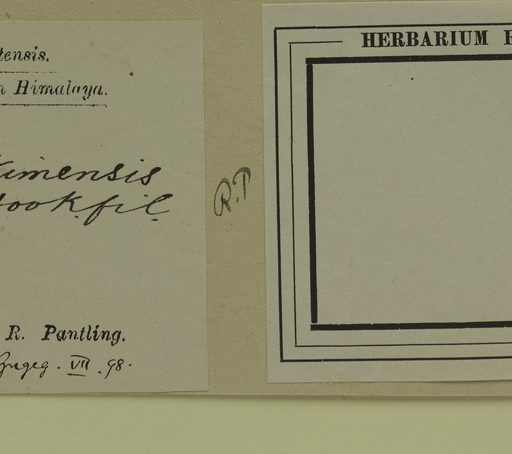 tensis.
n Himalaya.
kimensis
Hook.fil
R. Pantling.
VII. 98.
R.P
HERBARIUM